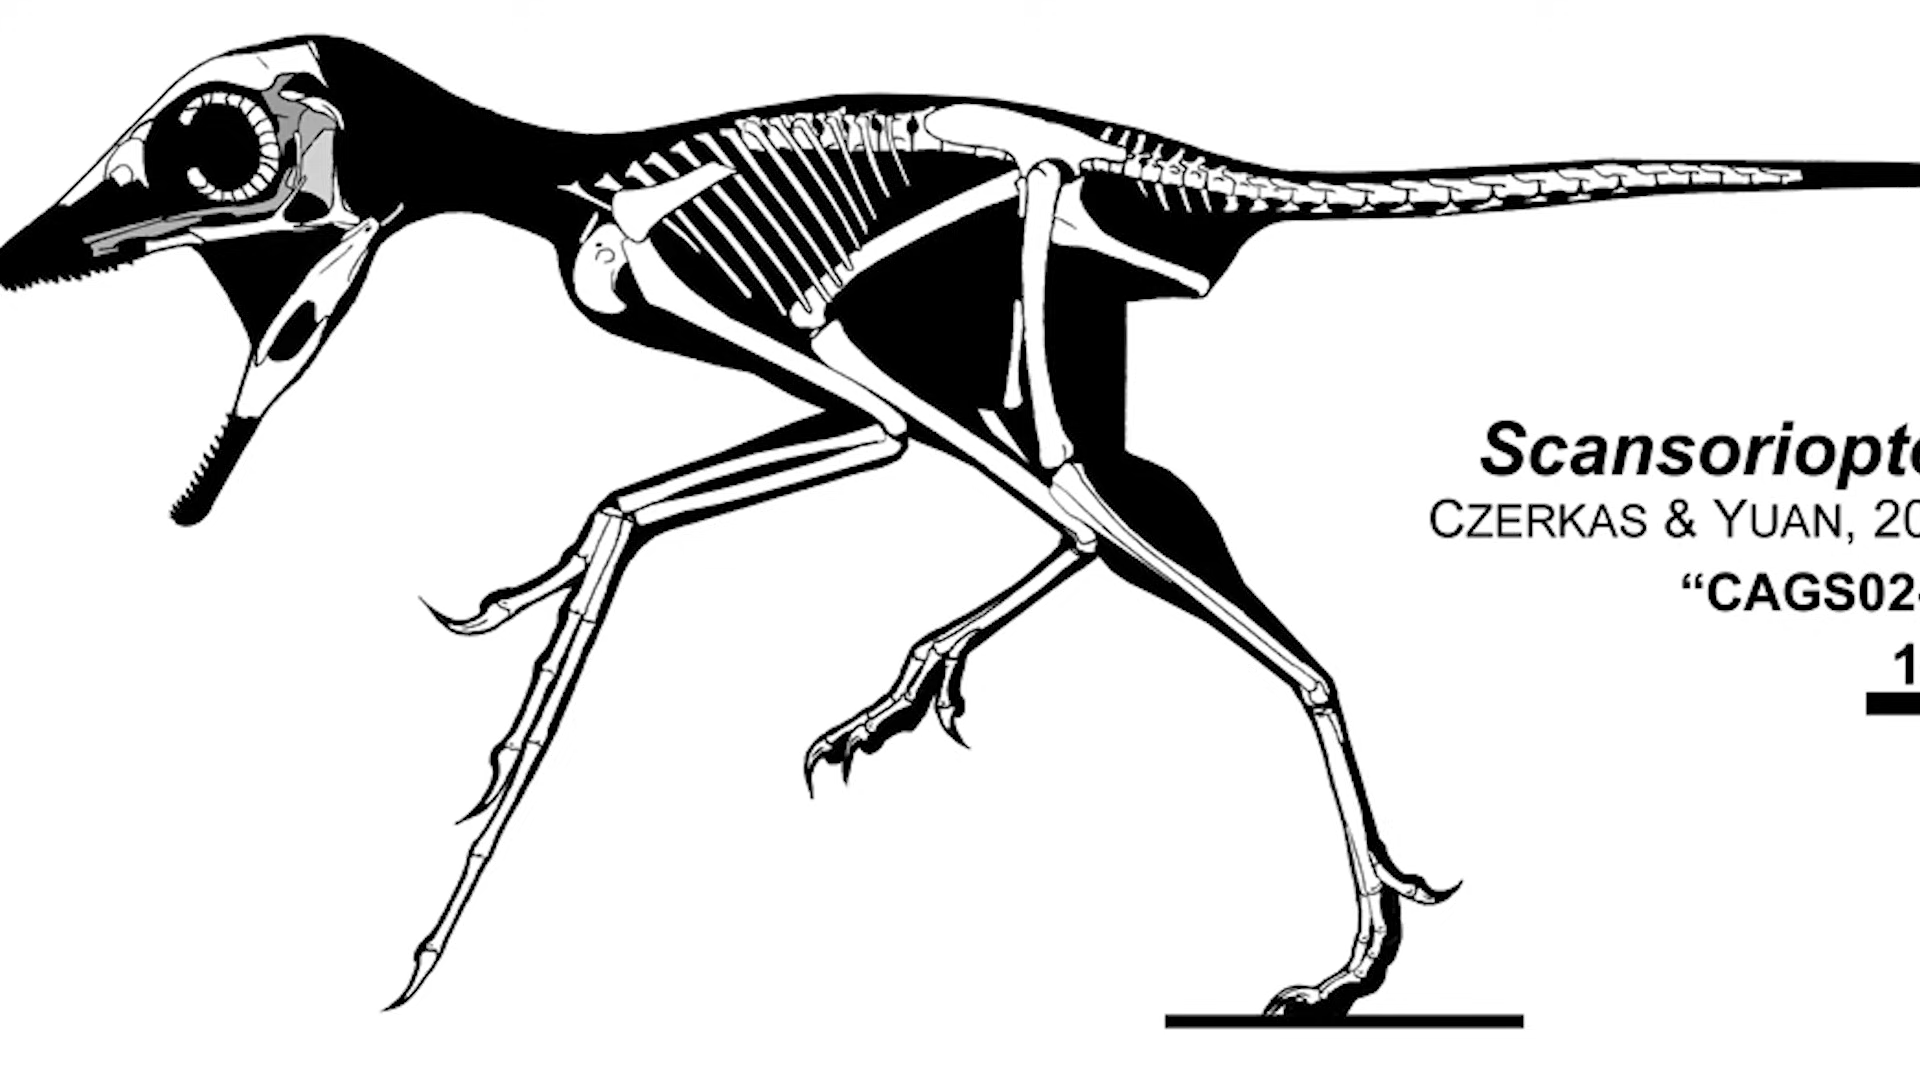 Scansoriopte
CZERKAS & YUAN, 20
“CAGS02-
1